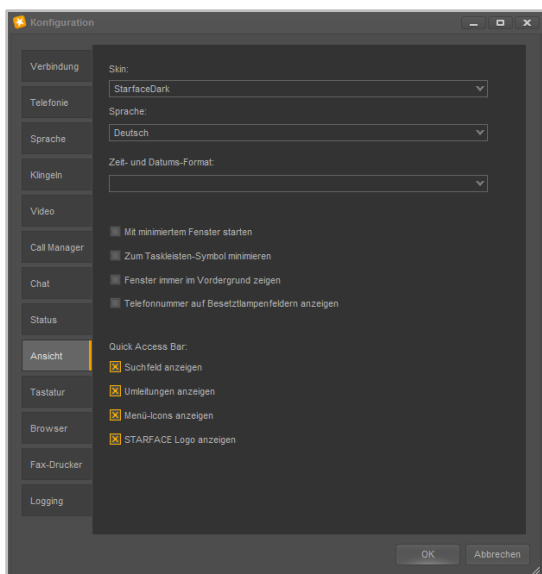 Konfiguration
Verbindung
Telefonie
Sprache
Klingeln
Video
Call Manager
Chat
Status
Ansicht
Tastatur
Browser
Fax-Drucker
Logging
Skin:
StarfaceDark
Sprache:
Deutsch
Zeit- und Datums-Format:
Mit minimiertem Fenster starten
Zum Taskleisten-Symbol minimieren
Fenster immer im Vordergrund zeigen
Telefonnummer auf Besetztlampenfeldern anzeigen
Quick Access Bar:
Suchfeld anzeigen
Umleitungen anzeigen
Menü-Icons anzeigen
STARFACE Logo anzeigen
OK Abbrechen